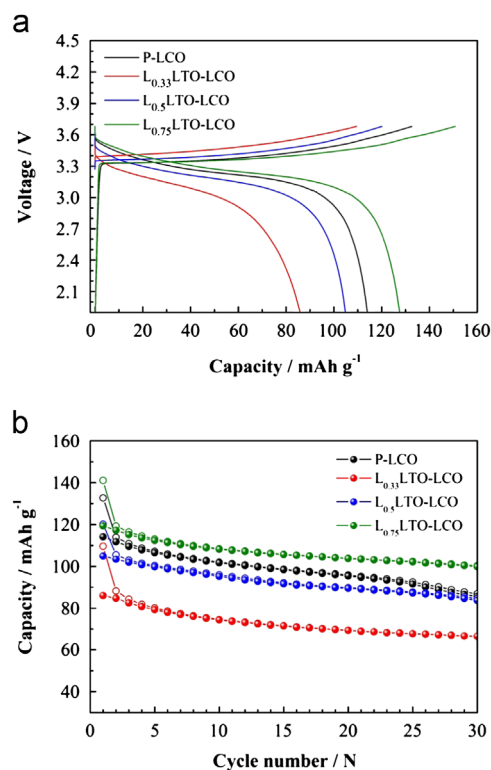 a
4.5
4.2
3.9
3.6
3.3
3.0
2.7
2.4
2.1
Voltage / V
P-LCO
L0.33LTO-LCO
L0.5LTO-LCO
L0.75LTO-LCO
0 20 40 60 80 100 120 140 160
Capacity / mAh g-1
b
160
140
120
100
80
60
40
Capacity / mAh g-1
P-LCO
L0.33LTO-LCO
L0.5LTO-LCO
L0.75LTO-LCO
0 5 10 15 20 25 30
Cycle number / N